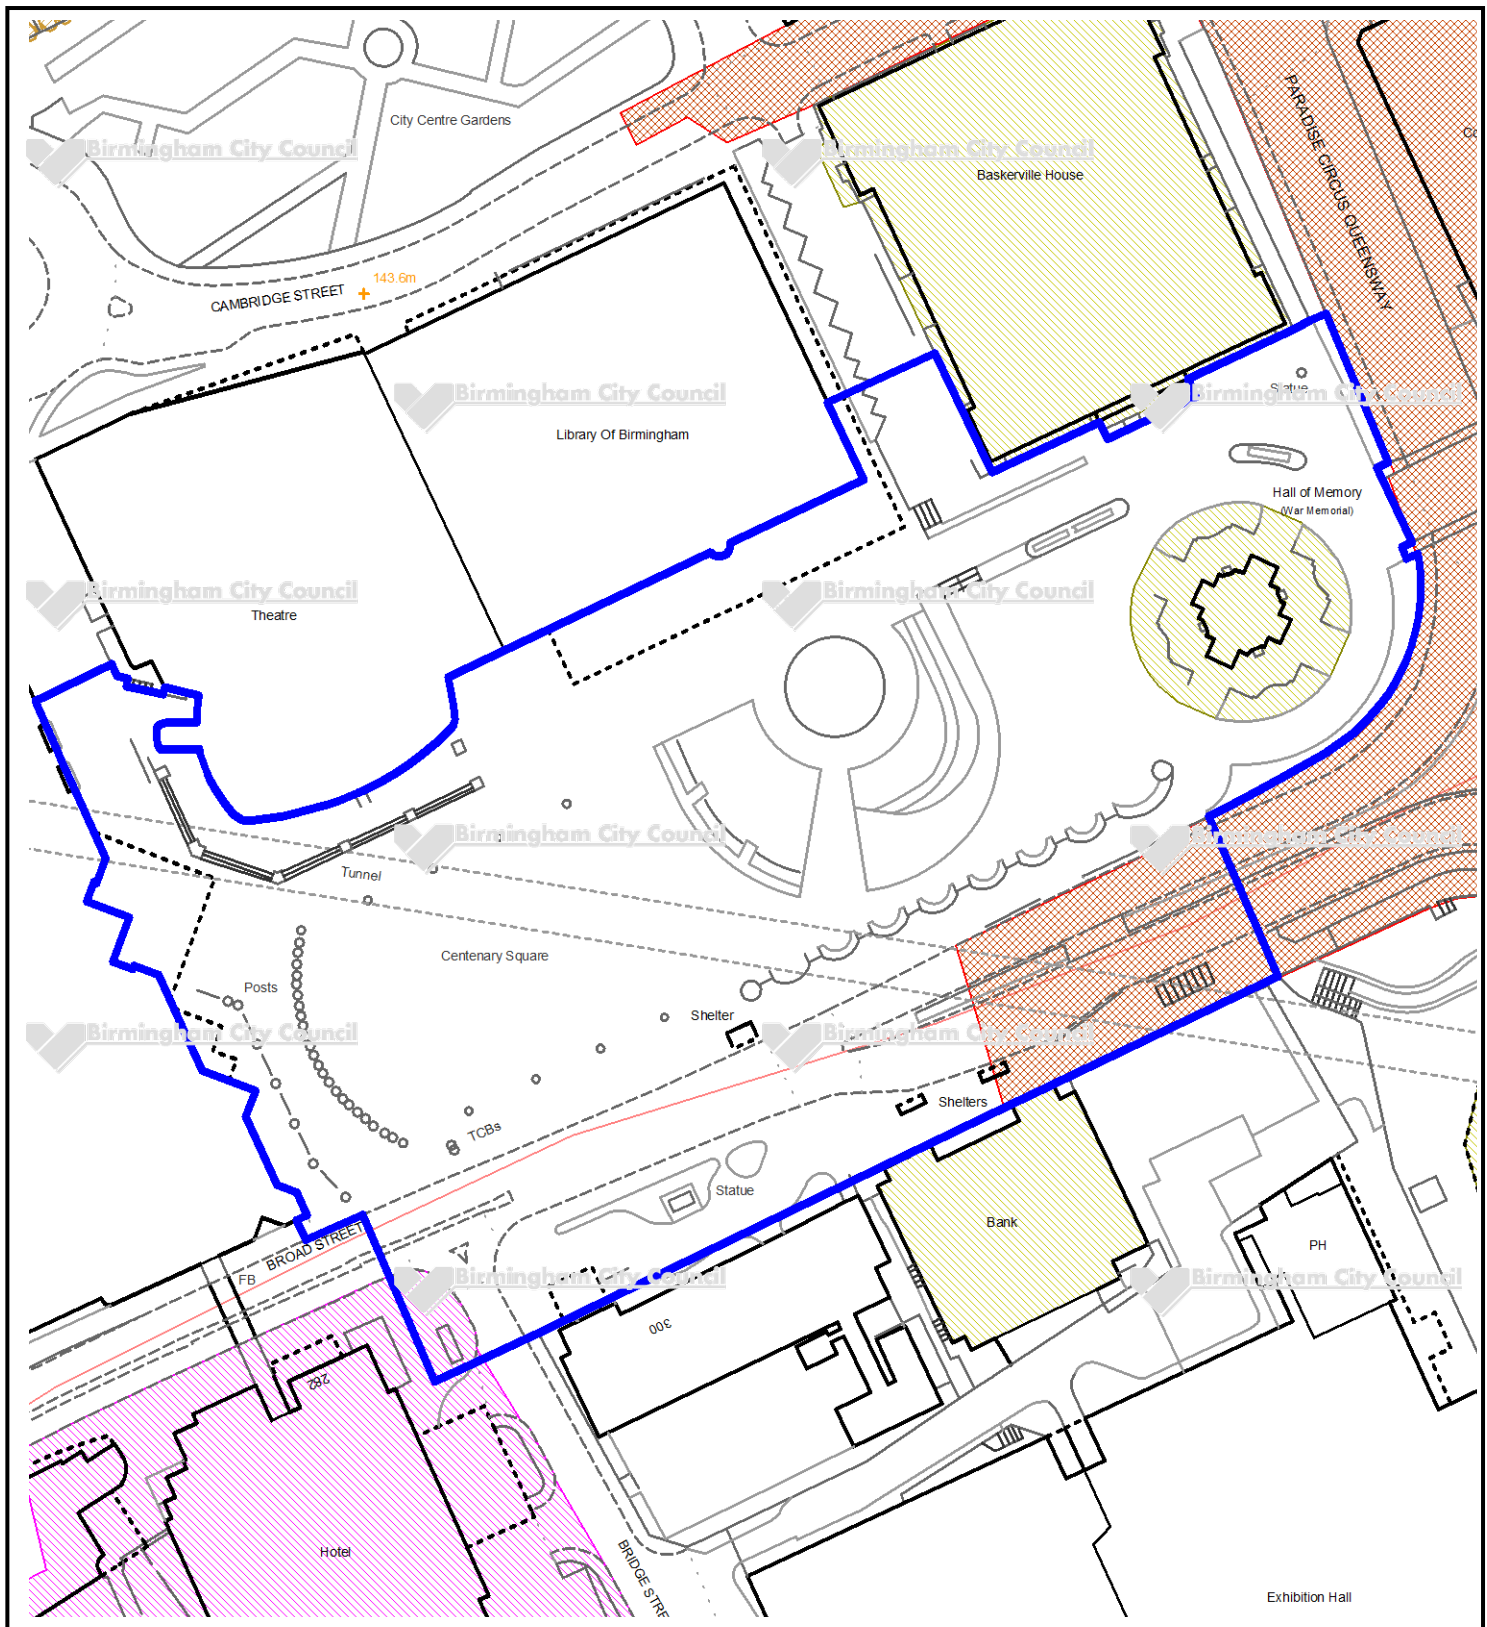 City Centre Gardens
PARADISE CIRCUS QUEENSWAY
Birmingham City Council
Birmingham City Council
Baskerville House
143.6m
CAMBRIDGE STREET
Statue
Birmingham City Council
Birmingham City Council
Library Of Birmingham
Hall of Memory
(War Memorial)
Birmingham City Council
Birmingham City Council
Theatre
Birmingham City Council
Birmingham City Council
Tunnel
Centenary Square
Posts
Shelter
Birmingham City Council
Birmingham City Council
Shelters
TCBs
Statue
Bank
BROAD STREET
PH
FB
Birmingham City Council
Birmingham City Council
300
282
Hotel
BRIDGE STRE
Exhibition Hall